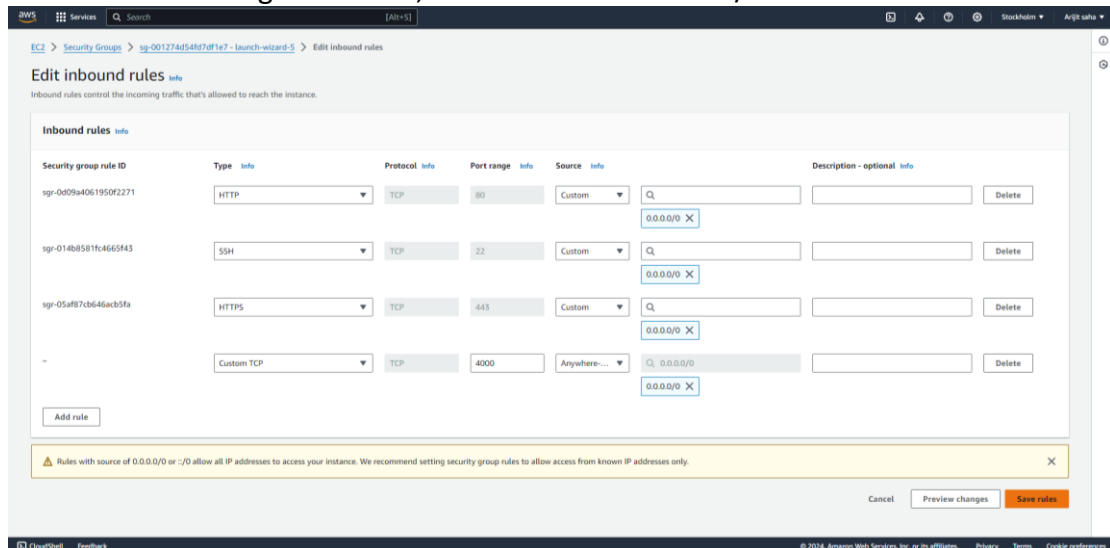 aws Services Search [Alt+S] Stockholm Arijit saha
EC2 > Security Groups > sg-001274d54fd7df1e7 - launch-wizard-5 > Edit inbound rules
Edit inbound rules Info
Inbound rules control the incoming traffic that's allowed to reach the instance.
Inbound rules Info
Security group rule ID Type Info Protocol Info Port range Info Source Info Description - optional Info
sgr-0d09a4061950f2271 HTTP TCP 80 Custom Delete
0.0.0.0/0
sgr-014b8581fc4665f43 SSH TCP 22 Custom Delete
0.0.0.0/0
sgr-05af87cb646acb5fa HTTPS TCP 443 Custom Delete
0.0.0.0/0
– Custom TCP TCP 4000 Anywhere-... 0.0.0.0/0 Delete
0.0.0.0/0
Add rule
Rules with source of 0.0.0.0/0 or ::/0 allow all IP addresses to access your instance. We recommend setting security group rules to allow access from known IP addresses only.
Cancel Preview changes Save rules
CloudShell Feedback © 2024, Amazon Web Services, Inc. or its affiliates. Privacy Terms Cookie preferences